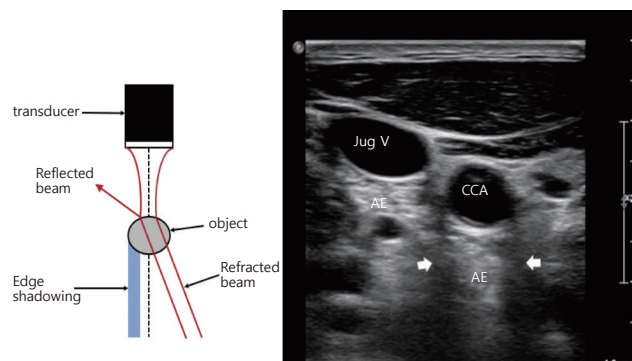 transducer
Reflected
beam
object
Edge
shadowing
Refracted
beam
Jug V
CCA
AE
AE